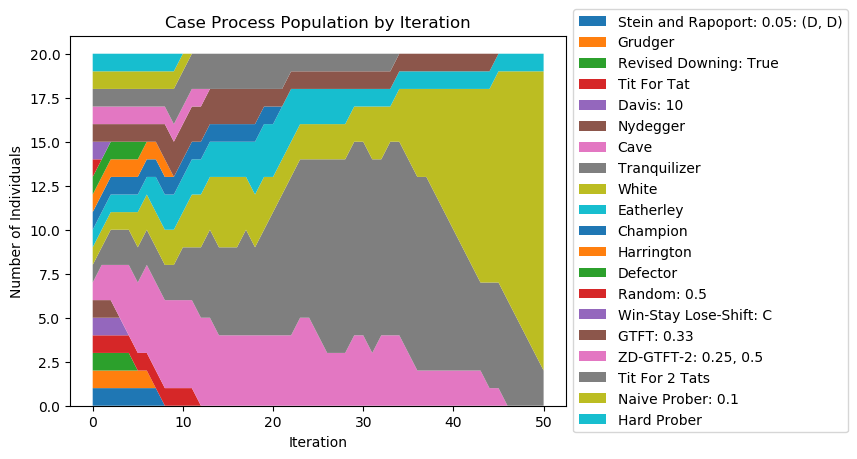 Case Process Population by Iteration
20.0
17.5
15.0
12.5
10.0
7.5
5.0
2.5
0.0
Number of Individuals
0 10 20 30 40 50
Iteration
Stein and Rapoport: 0.05: (D, D)
Grudger
Revised Downing: True
Tit For Tat
Davis: 10
Nydegger
Cave
Tranquilizer
White
Eatherley
Champion
Harrington
Defector
Random: 0.5
Win-Stay Lose-Shift: C
GTFT: 0.33
ZD-GTFT-2: 0.25, 0.5
Tit For 2 Tats
Naive Prober: 0.1
Hard Prober